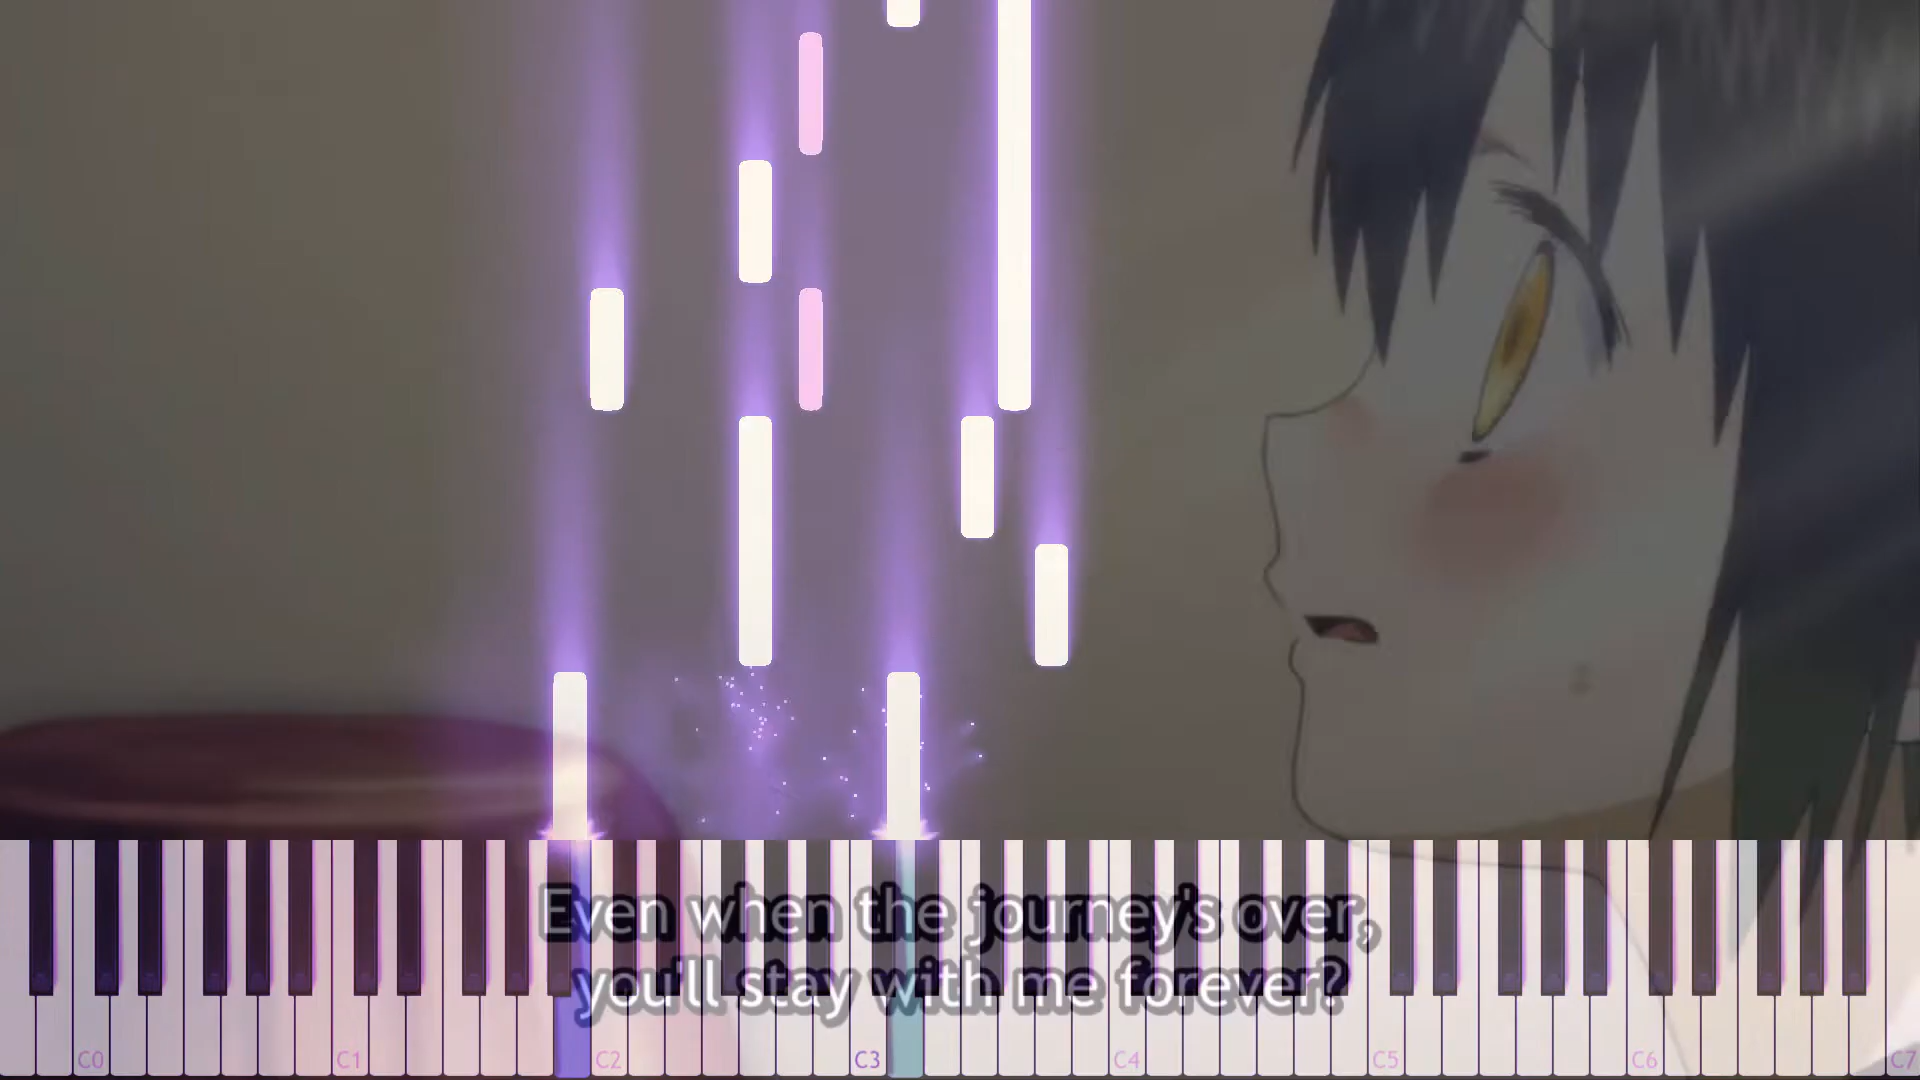 Even when the journey's over,
you'll stay with me forever?
C0 C1 C2 C3 C4 C5 C6 C7